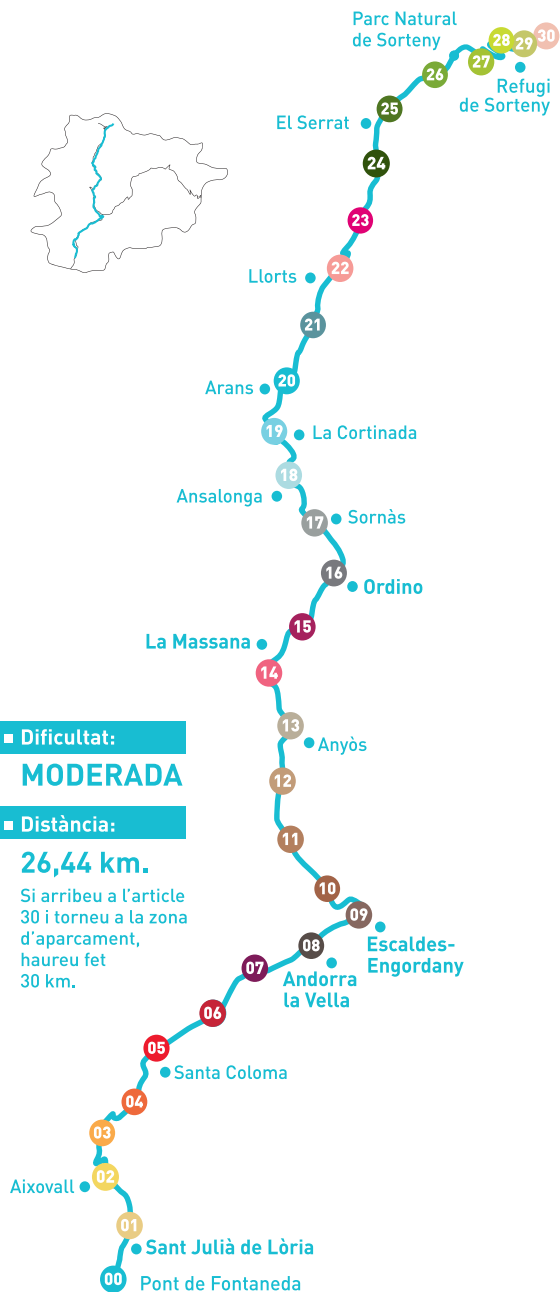 Parc Natural
de Sorteny
28
29
30
27
26
Refugi
de Sorteny
25
El Serrat
24
23
22
Llorts
21
20
Arans
19
La Cortinada
18
Ansalonga
17
Sornàs
16
Ordino
15
La Massana
14
13
Anyòs
Dificultat:
MODERADA
12
Distància:
26,44 km.
Si arribeu a l'article
30 i torneu a la zona
d'aparcament,
haureu fet
30 km.
11
10
09
Escaldes-
Engordany
08
Andorra
la Vella
07
06
05
Santa Coloma
04
03
02
Aixovall
01
Sant Julià de Lòria
00
Pont de Fontaneda